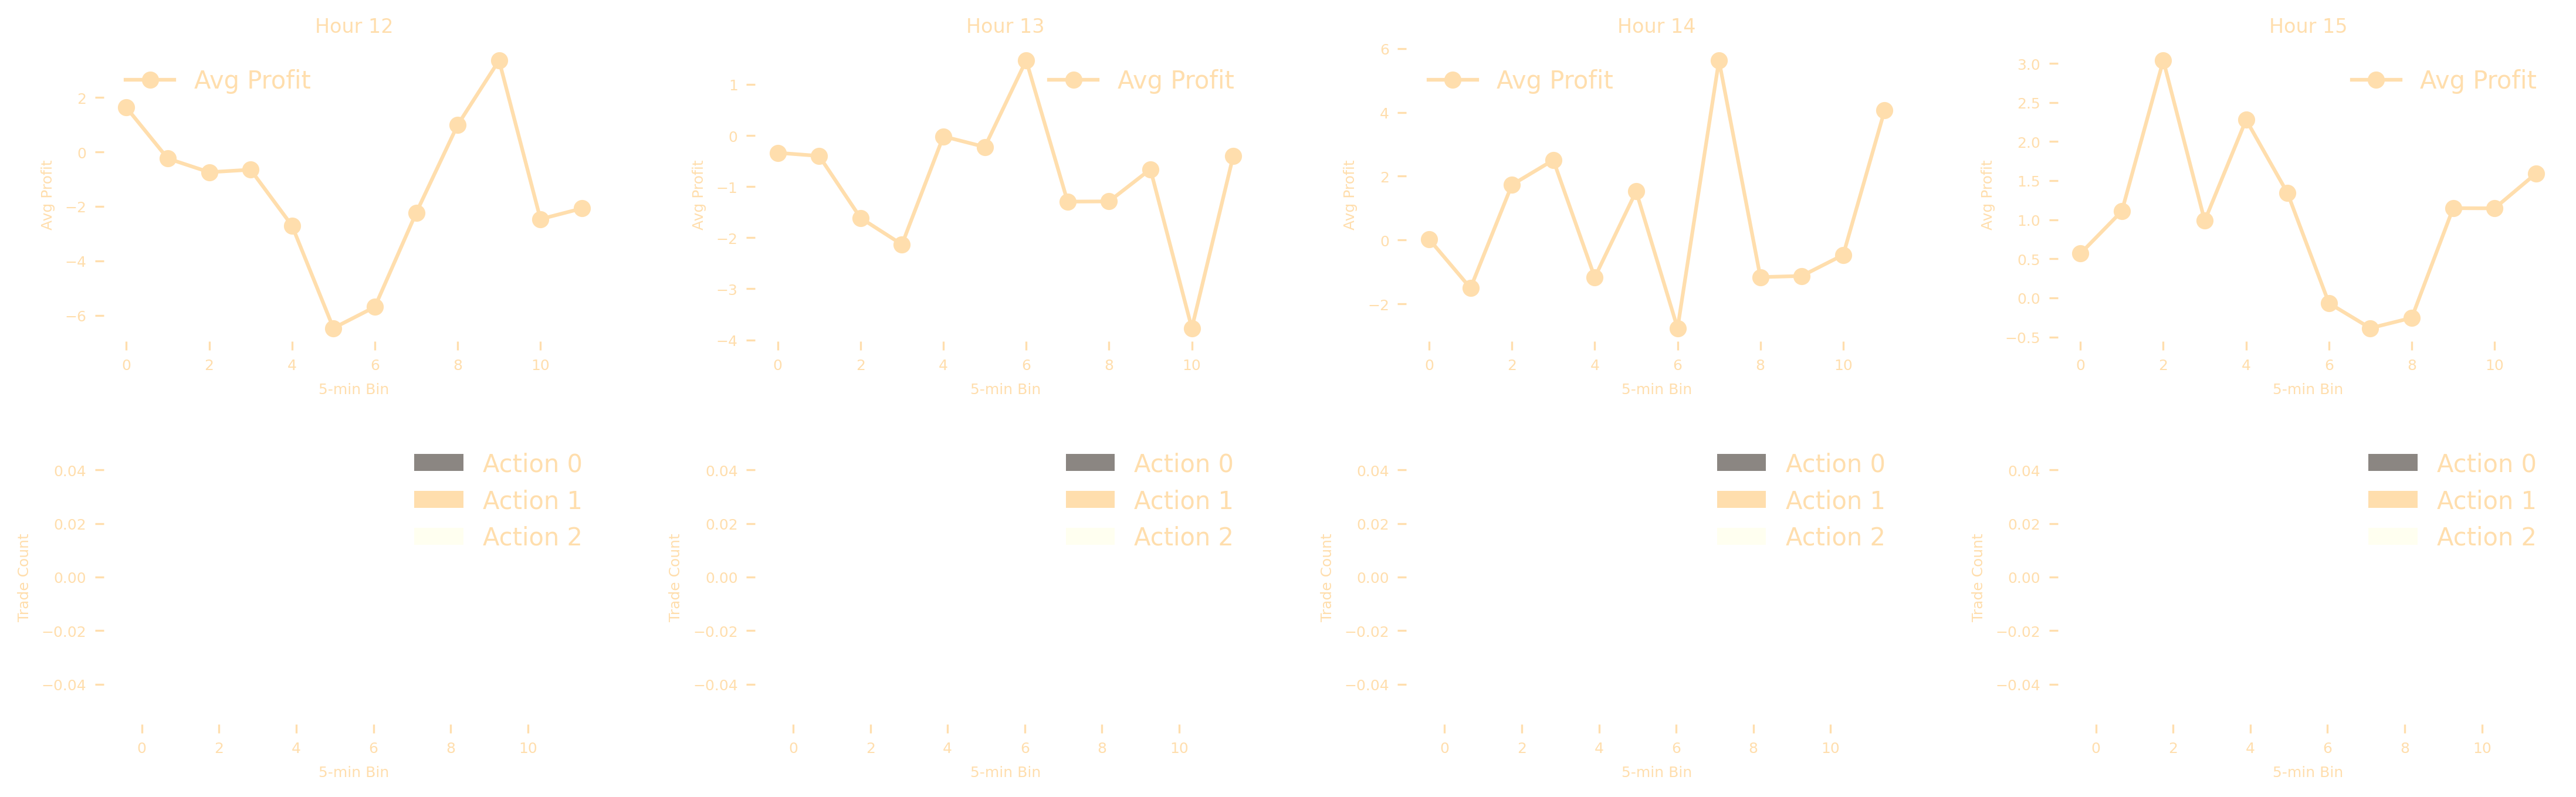 Hour 12
Avg Profit
2
0
−2
−4
−6
Avg Profit
0 2 4 6 8 10
5-min Bin
Hour 13
Avg Profit
1
0
−1
−2
−3
−4
Avg Profit
0 2 4 6 8 10
5-min Bin
Hour 14
Avg Profit
6
4
2
0
−2
Avg Profit
0 2 4 6 8 10
5-min Bin
Hour 15
Avg Profit
3.0
2.5
2.0
1.5
1.0
0.5
0.0
−0.5
Avg Profit
0 2 4 6 8 10
5-min Bin
Action 0
Action 1
Action 2
0.04
0.02
0.00
−0.02
−0.04
Trade Count
0 2 4 6 8 10
5-min Bin
Action 0
Action 1
Action 2
0.04
0.02
0.00
−0.02
−0.04
Trade Count
0 2 4 6 8 10
5-min Bin
Action 0
Action 1
Action 2
0.04
0.02
0.00
−0.02
−0.04
Trade Count
0 2 4 6 8 10
5-min Bin
Action 0
Action 1
Action 2
0.04
0.02
0.00
−0.02
−0.04
Trade Count
0 2 4 6 8 10
5-min Bin